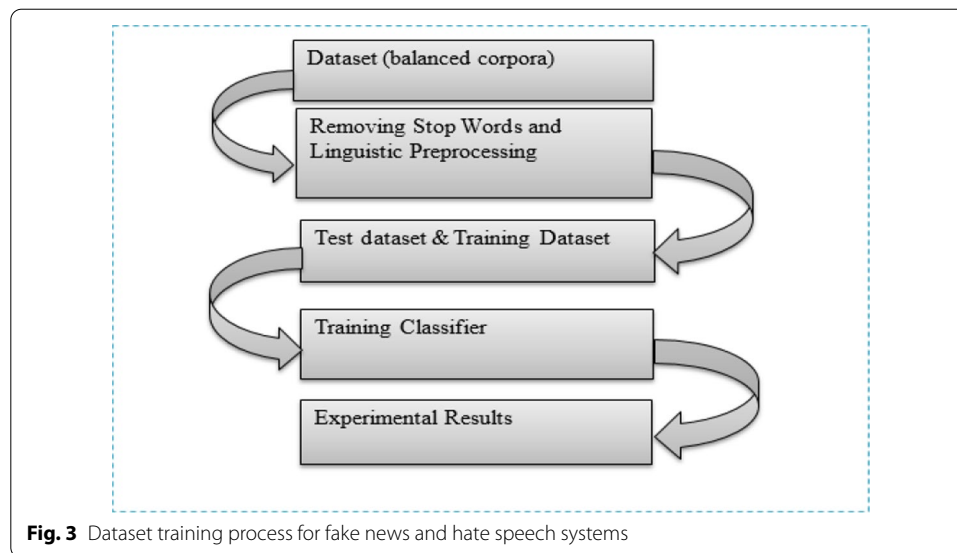 Dataset (balanced corpora)
Removing Stop Words and
Linguistic Preprocessing
Test dataset & Training Dataset
Training Classifier
Experimental Results
Fig. 3 Dataset training process for fake news and hate speech systems